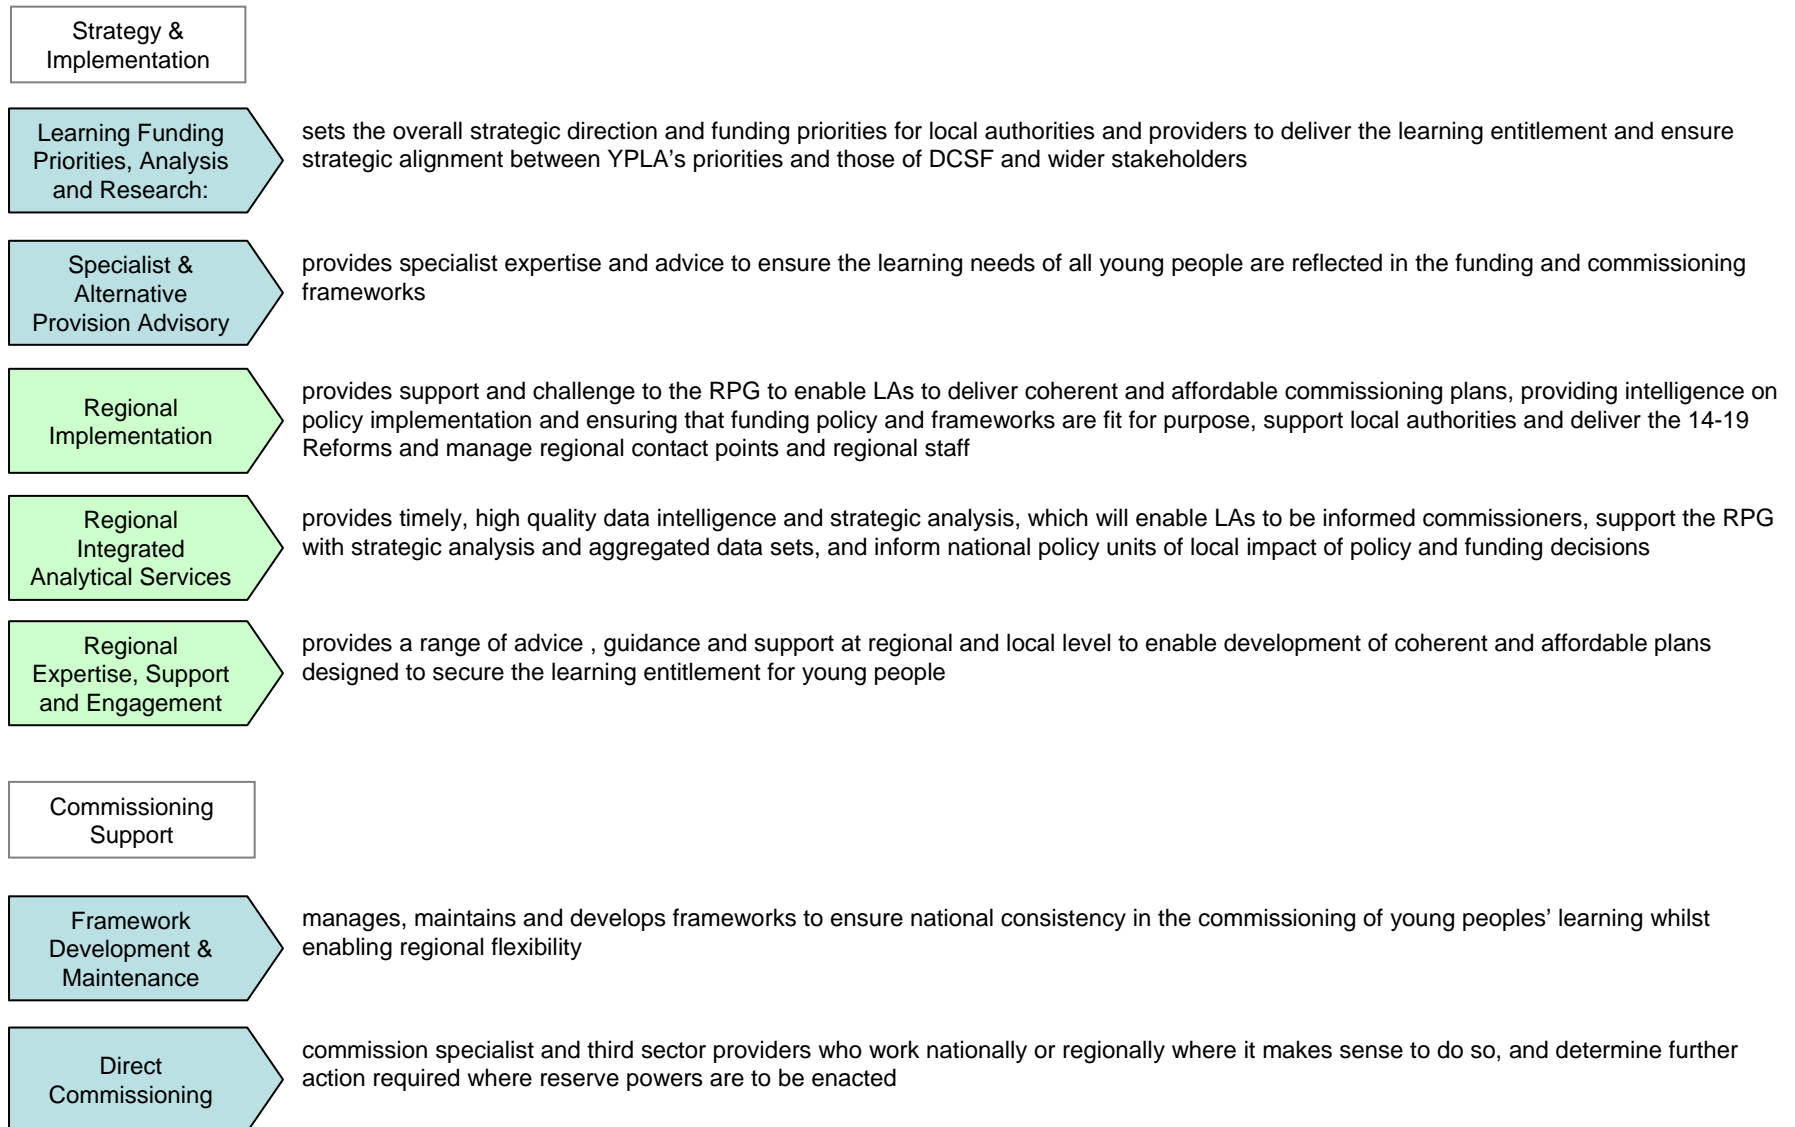 Strategy &
Implementation
Learning Funding
Priorities, Analysis
and Research:
sets the overall strategic direction and funding priorities for local authorities and providers to deliver the learning entitlement and ensure
strategic alignment between YPLA's priorities and those of DCSF and wider stakeholders
Specialist &
Alternative
Provision Advisory
provides specialist expertise and advice to ensure the learning needs of all young people are reflected in the funding and commissioning
frameworks
Regional
Implementation
provides support and challenge to the RPG to enable LAs to deliver coherent and affordable commissioning plans, providing intelligence on
policy implementation and ensuring that funding policy and frameworks are fit for purpose, support local authorities and deliver the 14-19
Reforms and manage regional contact points and regional staff
Regional
Integrated
Analytical Services
provides timely, high quality data intelligence and strategic analysis, which will enable LAs to be informed commissioners, support the RPG
with strategic analysis and aggregated data sets, and inform national policy units of local impact of policy and funding decisions
Regional
Expertise, Support
and Engagement
provides a range of advice , guidance and support at regional and local level to enable development of coherent and affordable plans
designed to secure the learning entitlement for young people
Commissioning
Support
Framework
Development &
Maintenance
manages, maintains and develops frameworks to ensure national consistency in the commissioning of young peoples' learning whilst
enabling regional flexibility
Direct
Commissioning
commission specialist and third sector providers who work nationally or regionally where it makes sense to do so, and determine further
action required where reserve powers are to be enacted